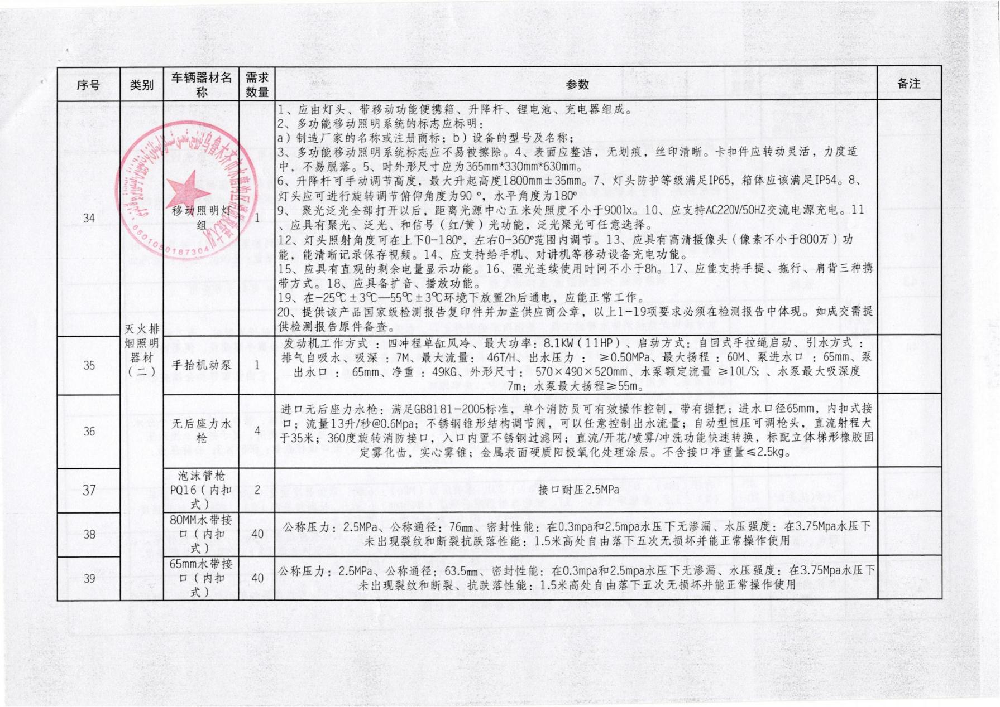 序号
类别
车辆器材名
称
需求
数量
参数
备注
34
灭火排
烟照明
器材
（二）
移动照明灯
组
1
1、应由灯头、带移动功能便携箱、升降杆、锂电池、充电器组成。
2、多功能移动照明系统的标志应标明：
a）制造厂家的名称或注册商标；b）设备的型号及名称；
3、多功能移动照明系统标志应不易被擦除。4、表面应整洁，无划痕，丝印清晰。卡扣件应转动灵活，力度适
中，不易脱落。5、时外形尺寸应为365mm*330mm*630mm。
6、升降杆可手动调节高度，最大升起高度1800mm±35mm。7、灯头防护等级满足IP65，箱体应该满足IP54。8、
灯头应可进行旋转调节俯仰角度为90 º，水平角度为180º
9、 聚光泛光全部打开以后，距离光源中心五米处照度不小于900lx。10、应支持AC220V/50HZ交流电源充电。11
、应具有聚光、泛光、和信号（红/黄）光功能，泛光聚光可任意选择。
12、灯头照射角度可在上下0-180º，左右0-360º范围内调节。13、应具有高清摄像头（像素不小于800万）功
能，能清晰记录保存视频。14、应支持给手机、对讲机等移动设备充电功能。
15、应具有直观的剩余电量显示功能。16、强光连续使用时间不小于8h。17、应能支持手提、拖行、肩背三种携
带方式。18、应具备扩音、播放功能。
19、在-25℃±3℃—55℃±3℃环境下放置2h后通电，应能正常工作。
20、提供该产品国家级检测报告复印件并加盖供应商公章，以上1-19项要求必须在检测报告中体现。如成交需提
供检测报告原件备查。
6501050187304
35
手抬机动泵
1
发动机工作方式 ：四冲程单缸风冷、最大功率：8.1KW（11HP）、启动方式：自回式手拉绳启动、引水方式 ：
排气自吸水、吸深 ：7M、最大流量： 46T/H、出水压力 ： ≥0.50MPa、最大扬程 ：60M、泵进水口 ：65mm、泵
出水口 ： 65mm、净重 ：49KG、外形尺寸： 570×490×520mm、水泵额定流量 ≥10L/S; 、水泵最大吸深度
7m；水泵最大扬程≥55m。
36
无后座力水
枪
4
进口无后座力水枪：满足GB8181-2005标准，单个消防员可有效操作控制，带有握把；进水口径65mm，内扣式接
口；流量13升/秒@0.6Mpa；不锈钢锥形结构调节阀，可以任意控制出水流量；自动型恒压可调枪头，直流射程大
于35米；360度旋转消防接口，入口内置不锈钢过滤网；直流/开花/喷雾/冲洗功能快速转换，标配立体梯形橡胶固
定雾化齿，实心雾锥；金属表面硬质阳极氧化处理涂层。不含接口净重量≤2.5kg。
37
泡沫管枪
PQ16（内扣
式）
2
接口耐压2.5MPa
38
80MM水带接
口（内扣
式）
40
公称压力：2.5MPa、公称通径：76mm、密封性能：在0.3mpa和2.5mpa水压下无渗漏、水压强度：在3.75Mpa水压下
未出现裂纹和断裂抗跌落性能：1.5米高处自由落下五次无损坏并能正常操作使用
39
65mm水带接
口（内扣
式）
40
公称压力：2.5MPa、公称通径：63.5mm、密封性能：在0.3mpa和2.5mpa水压下无渗漏、水压强度：在3.75Mpa水压下
未出现裂纹和断裂、抗跌落性能：1.5米高处自由落下五次无损坏并能正常操作使用